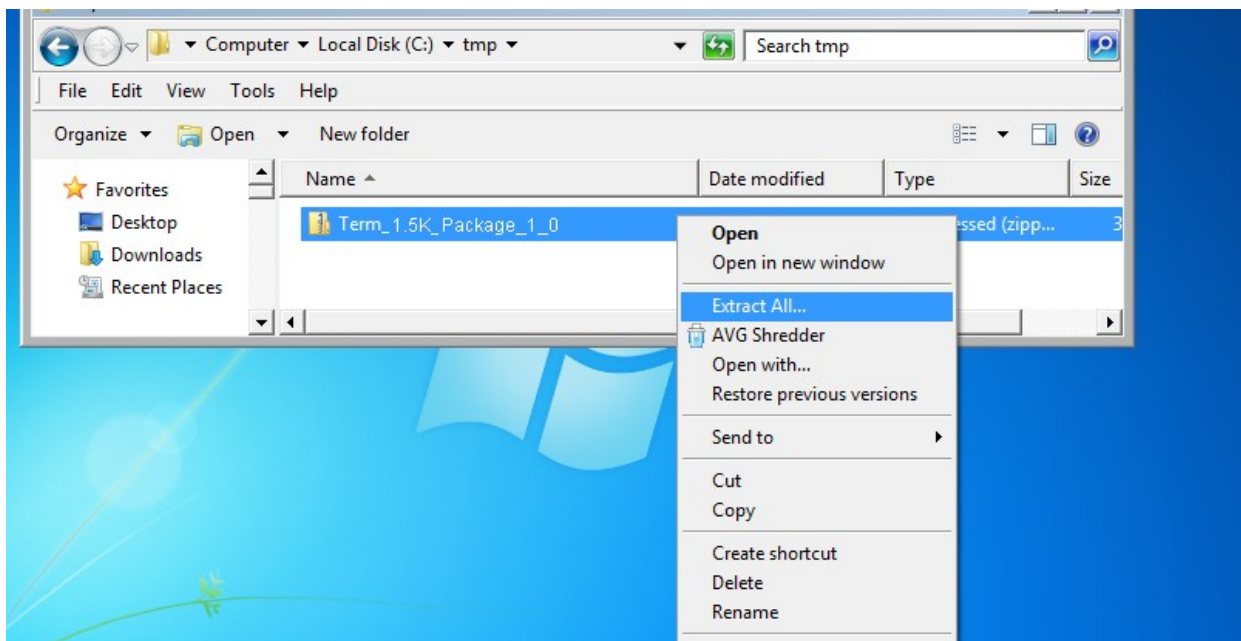 Computer Local Disk (C:) tmp Search tmp
File Edit View Tools Help
Organize Open New folder
Name Date modified Type Size
Favorites
Desktop
Downloads
Recent Places
Term_1.5K_Package_1_0 essed (zipp... 3
Open
Open in new window
Extract All...
AVG Shredder
Open with...
Restore previous versions
Send to
Cut
Copy
Create shortcut
Delete
Rename